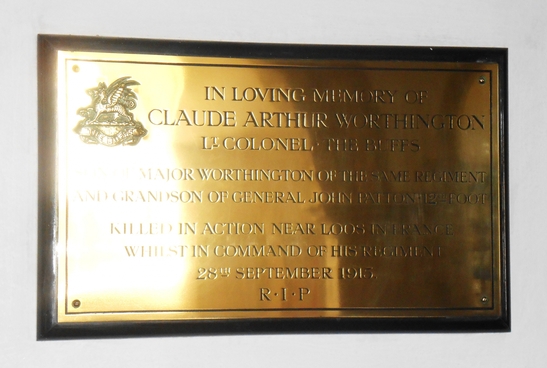 IN LOVING MEMORY OF
CLAUDE ARTHUR WORTHINGTON
Lt COLONEL · THE BUFFS
MAJOR WORTHINGTON OF THE SAME REGIMENT
AND GRANDSON OF GENERAL JOHN PATTON 12th FOOT
KILLED IN ACTION NEAR LOOS IN FRANCE
WHILST IN COMMAND OF HIS REGIMENT
28TH SEPTEMBER 1915.
R · I · P